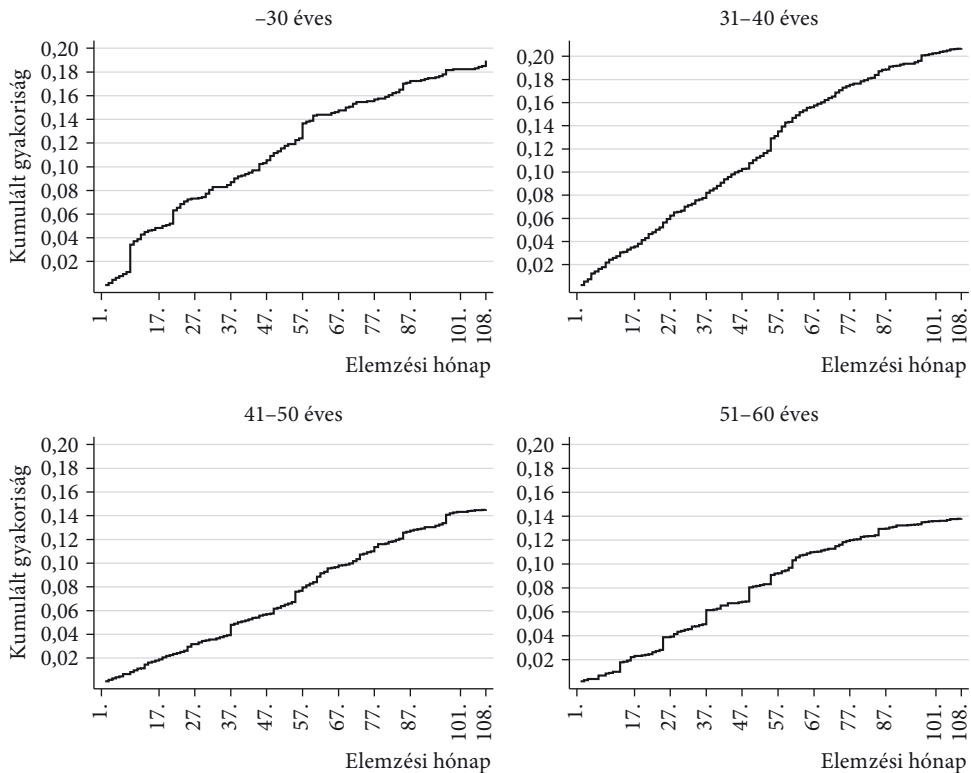 –30 éves
Kumulált gyakoriság
0,20
0,18
0,16
0,14
0,12
0,10
0,08
0,06
0,04
0,02
1. 17. 27. 37. 47. 57. 67. 77. 87. 101. 108.
Elemzési hónap
31–40 éves
0,20
0,18
0,16
0,14
0,12
0,10
0,08
0,06
0,04
0,02
1. 17. 27. 37. 47. 57. 67. 77. 87. 101. 108.
Elemzési hónap
41–50 éves
Kumulált gyakoriság
0,20
0,18
0,16
0,14
0,12
0,10
0,08
0,06
0,04
0,02
1. 17. 27. 37. 47. 57. 67. 77. 87. 101. 108.
Elemzési hónap
51–60 éves
0,20
0,18
0,16
0,14
0,12
0,10
0,08
0,06
0,04
0,02
1. 17. 27. 37. 47. 57. 67. 77. 87. 101. 108.
Elemzési hónap